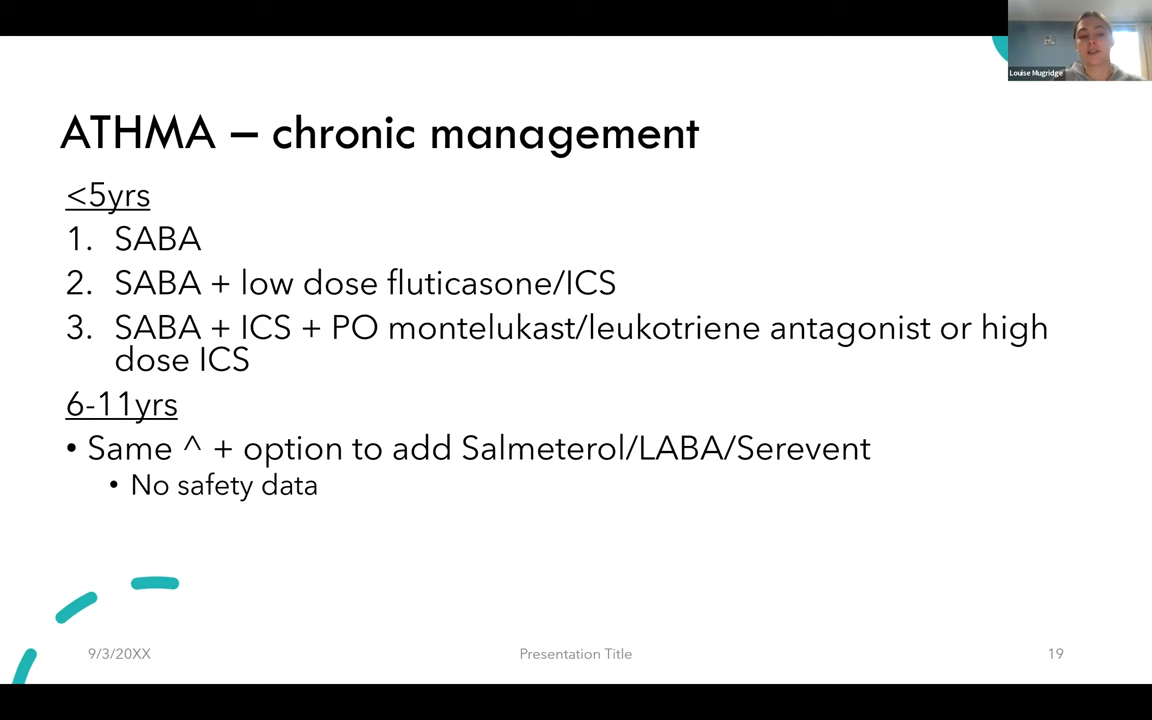 Louise Mugridge
ATHMA – chronic management
<5yrs
1. SABA
2. SABA + low dose fluticasone/ICS
3. SABA + ICS + PO montelukast/leukotriene antagonist or high
dose ICS
6-11yrs
• Same ^ + option to add Salmeterol/LABA/Serevent
• No safety data
9/3/20XX
Presentation Title
19